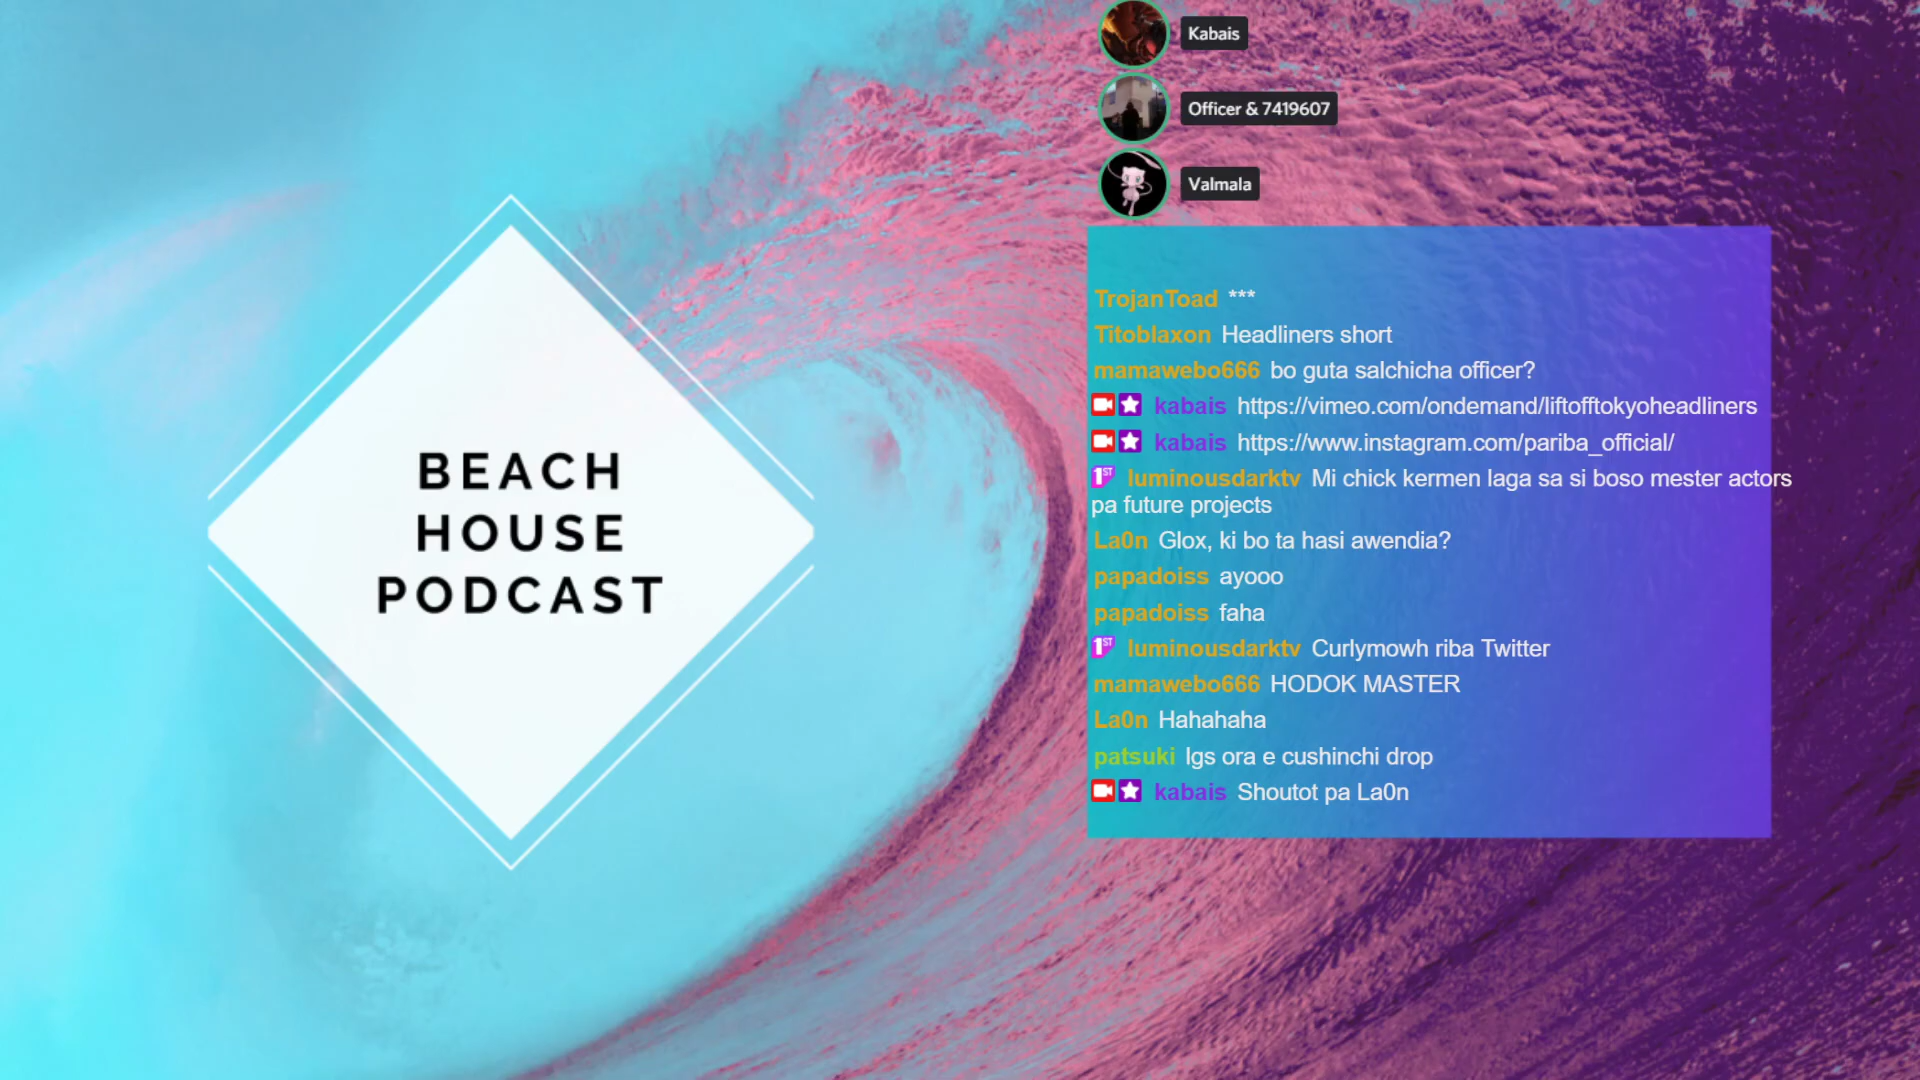 Kabais
Officer & 7419607
Valmala
BEACH
HOUSE
PODCAST
TrojanToad ***
Titoblaxon Headliners short
mamawebo666 bo guta salchicha officer?
kabais https://vimeo.com/ondemand/liftofftokyoheadliners
kabais https://www.instagram.com/pariba_official/
1ST luminousdarktv Mi chick kermen laga sa si boso mester actors
pa future projects
La0n Glox, ki bo ta hasi awendia?
papadoiss ayooo
papadoiss faha
1ST luminousdarktv Curlymowh riba Twitter
mamawebo666 HODOK MASTER
La0n Hahahaha
patsuki lgs ora e cushinchi drop
kabais Shoutot pa La0n